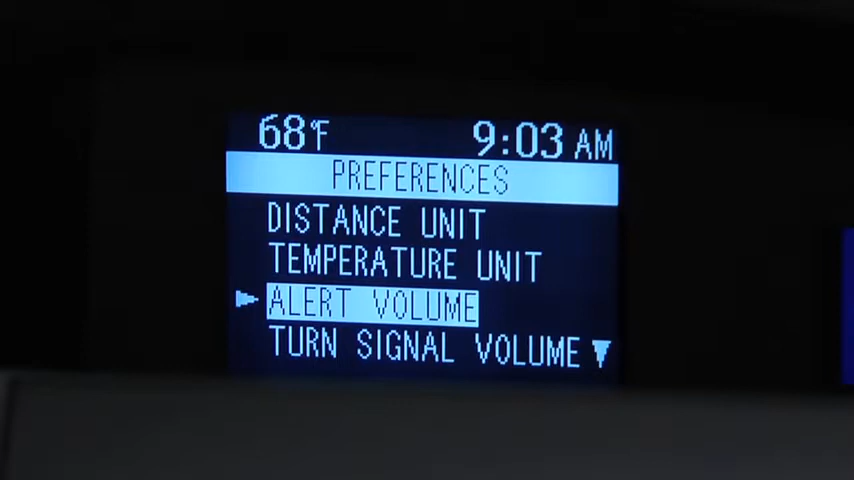 68°F 9:03 AM
PREFERENCES
DISTANCE UNIT
TEMPERATURE UNIT
ALERT VOLUME
TURN SIGNAL VOLUME